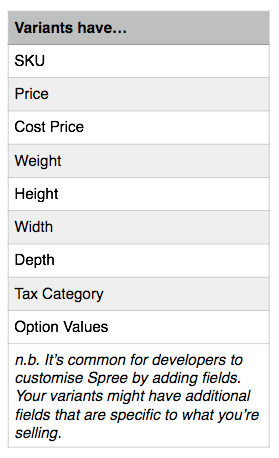 Variants have…
SKU
Price
Cost Price
Weight
Height
Width
Depth
Tax Category
Option Values
n.b. It’s common for developers to
customise Spree by adding fields.
Your variants might have additional
fields that are specific to what you’re
selling.